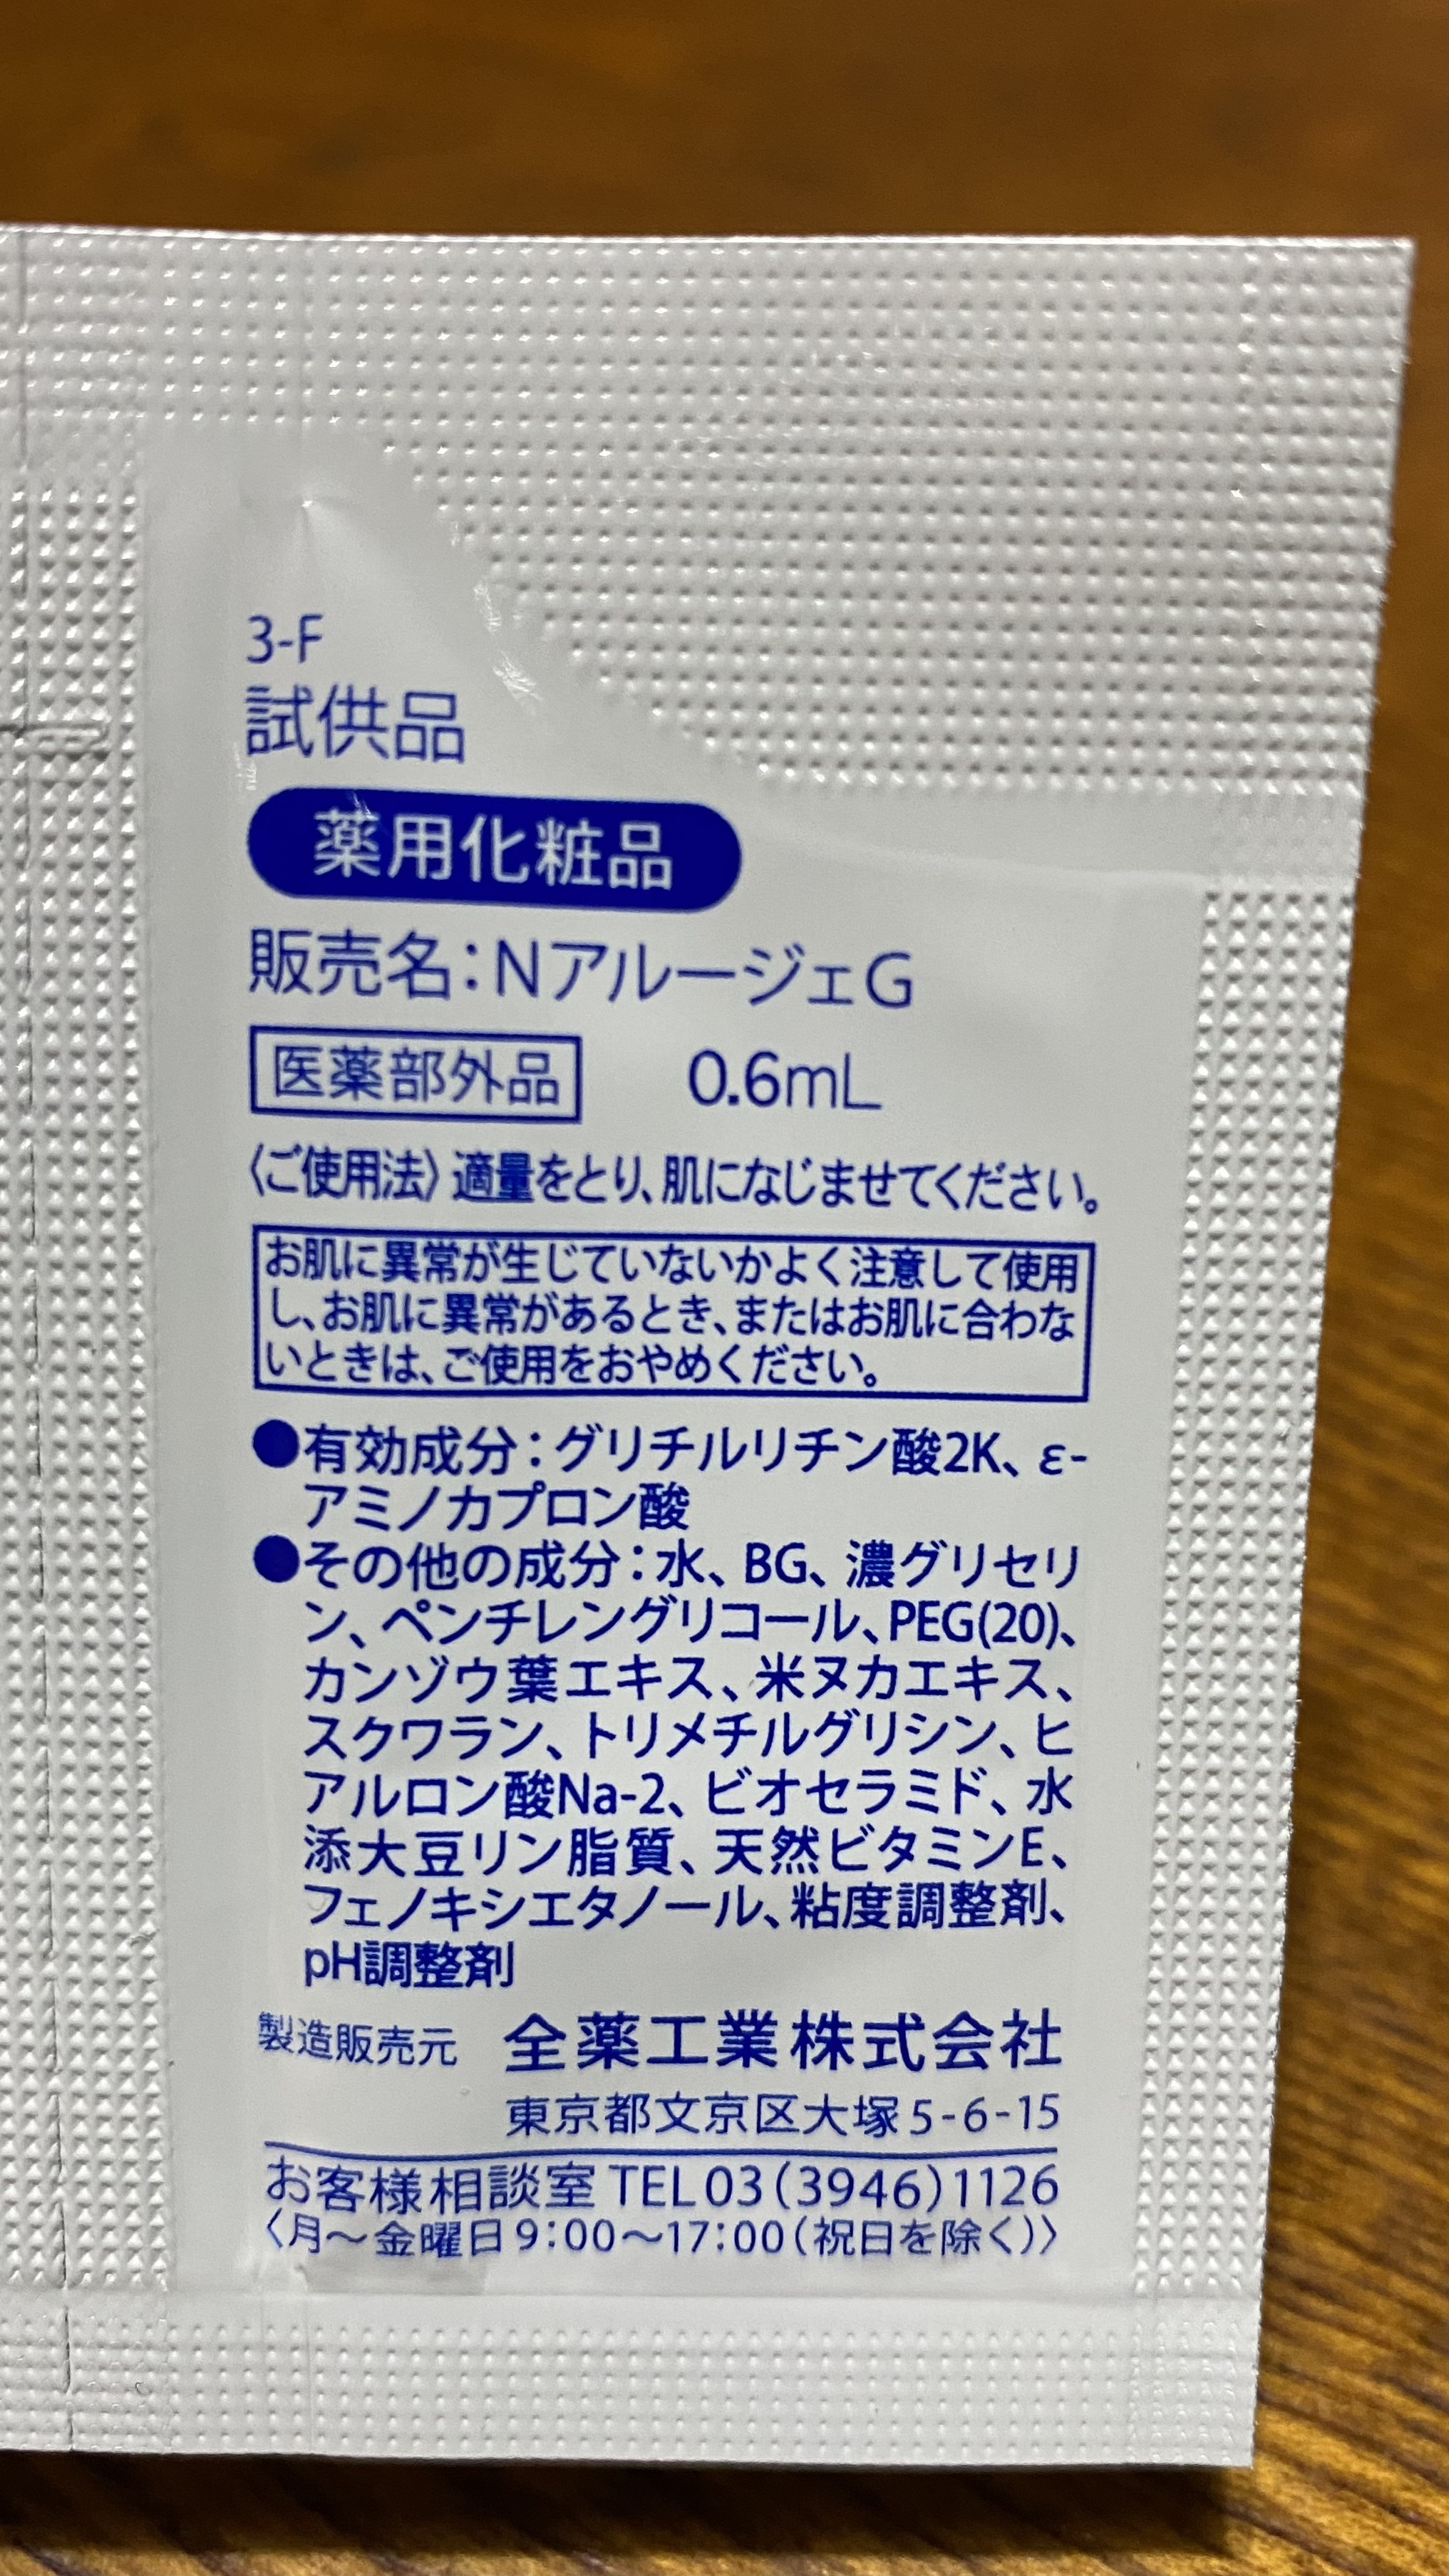 3-F
試供品
薬用化粧品
販売名：NアルージェG
医薬部外品　0.6mL
〈ご使用法〉適量をとり、肌になじませてください。
お肌に異常が生じていないかよく注意して使用
し、お肌に異常があるとき、またはお肌に合わな
いときは、ご使用をおやめください。
●有効成分：グリチルリチン酸2K、ε-
アミノカプロン酸
●その他の成分：水、BG、濃グリセリ
ン、ペンチレングリコール、PEG(20)、
カンゾウ葉エキス、米ヌカエキス、
スクワラン、トリメチルグリシン、ヒ
アルロン酸Na-2、ビオセラミド、水
添大豆リン脂質、天然ビタミンE、
フェノキシエタノール、粘度調整剤、
pH調整剤
製造販売元　全薬工業株式会社
東京都文京区大塚5-6-15
お客様相談室 TEL03(3946)1126
〈月〜金曜日9:00〜17:00(祝日を除く)〉